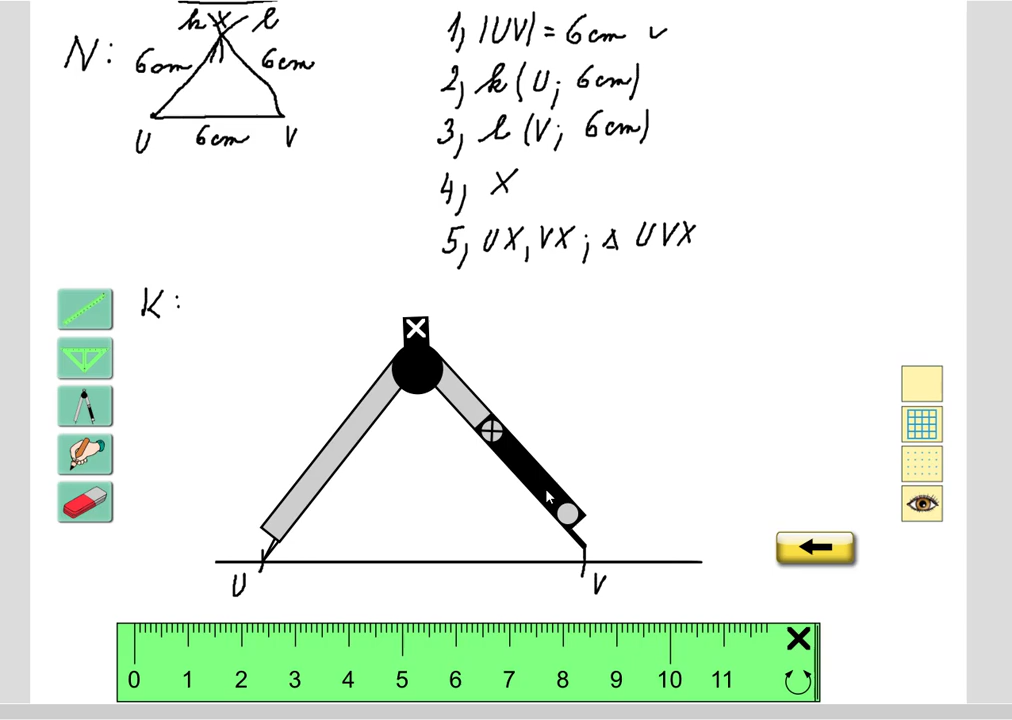 k X l
N: 6cm 6cm
U 6cm V
1, |UV| = 6cm ✓
2, k (U; 6cm)
3, l (V; 6cm)
4, X
5, UX, VX ; △ UVX
K:
U V
0 1 2 3 4 5 6 7 8 9 10 11